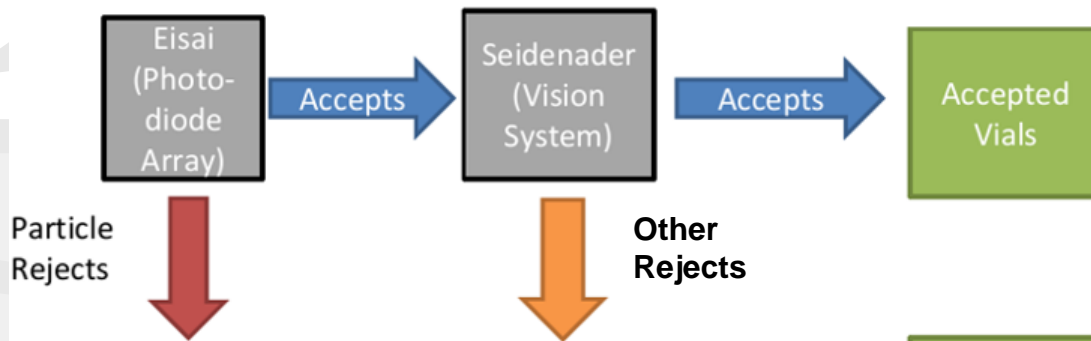 Eisai
(Photo-
diode
Array)
Accepts
Seidenader
(Vision
System)
Accepts
Accepted
Vials
Particle
Rejects
Other
Rejects